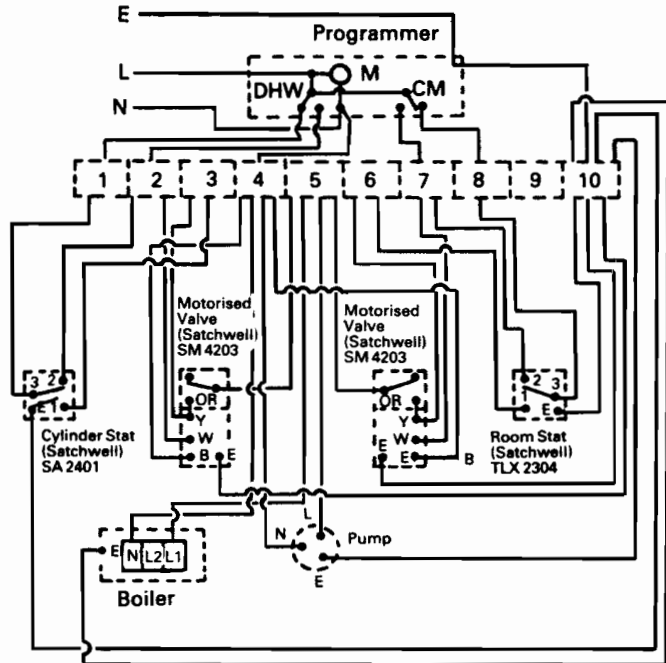 E
Programmer
L
M
DHW
CM
N
1 2 3 4 5 6 7 8 9 10
Motorised
Valve
(Satchwell)
SM 4203
Motorised
Valve
(Satchwell)
SM 4203
3 2
E 1
OR
Y
W
B E
OR
Y
E W
E B
2
1 3
E
Cylinder Stat
(Satchwell)
SA 2401
Room Stat
(Satchwell)
TLX 2304
L
N Pump
E
E N L2 L1
Boiler